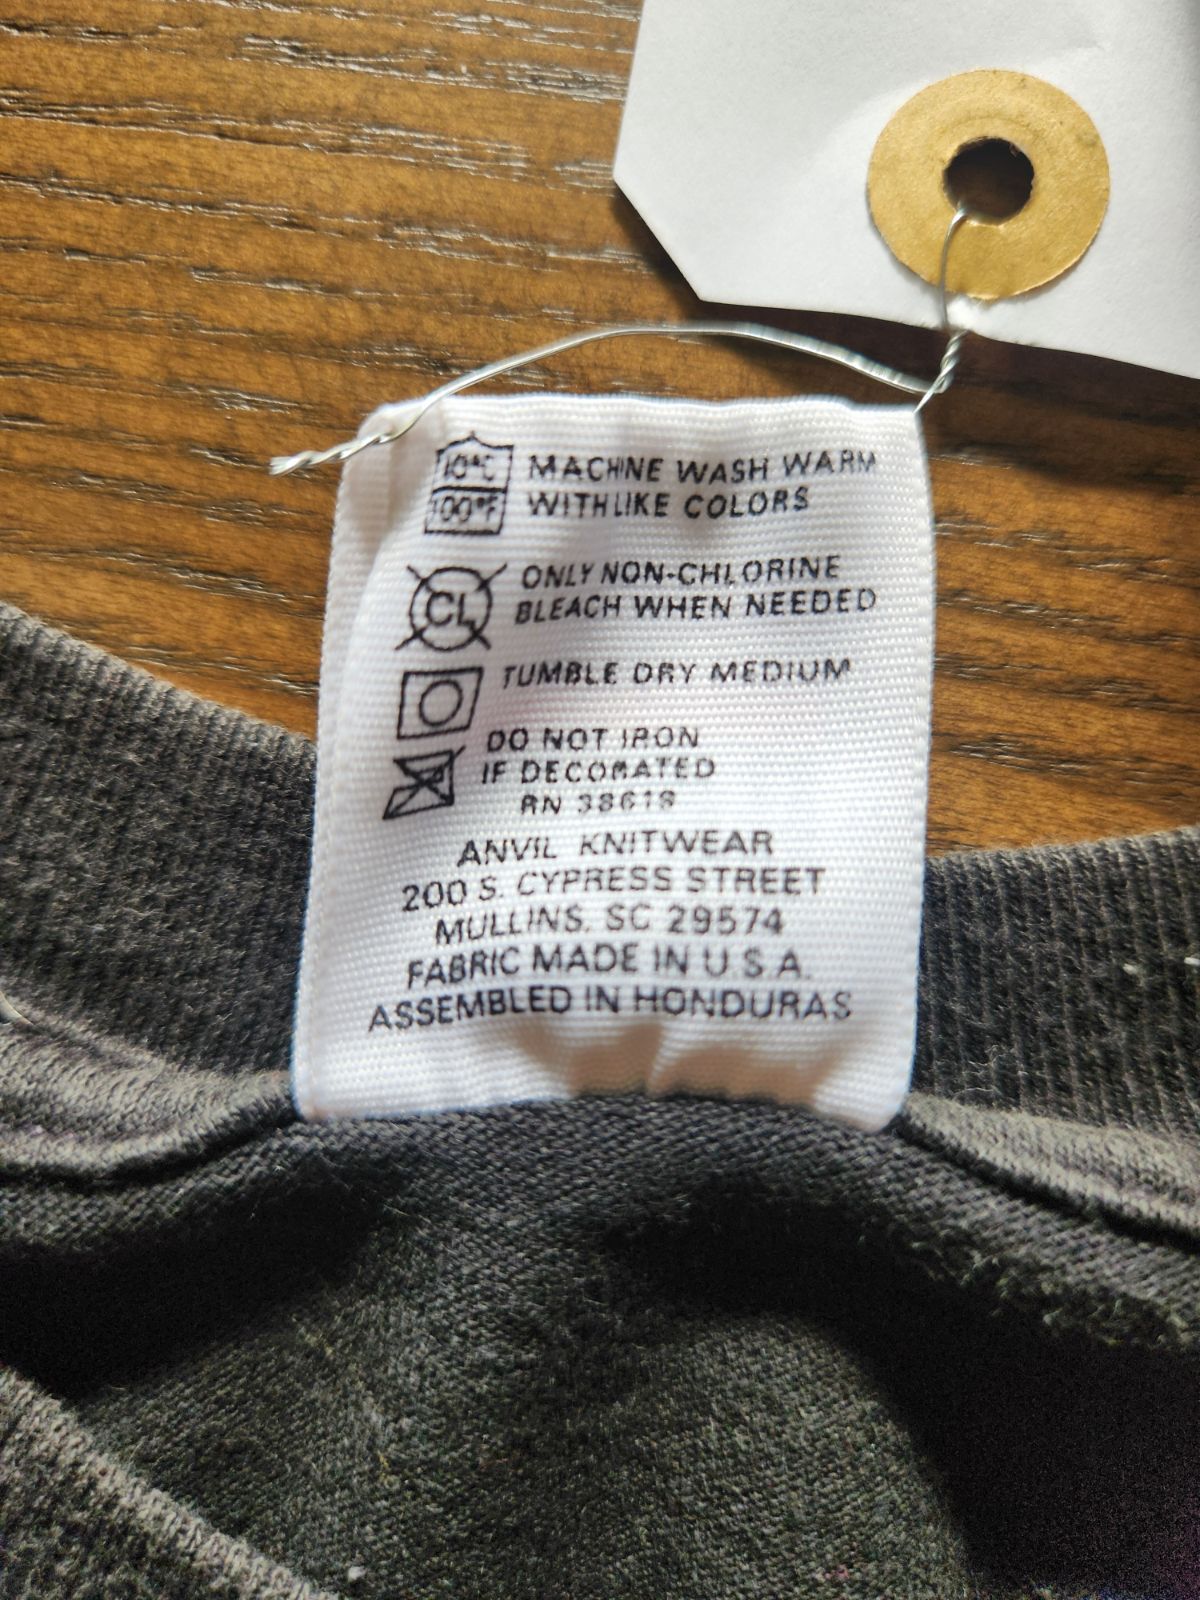 40°C
100°F
MACHINE WASH WARM
WITH LIKE COLORS
CL
ONLY NON-CHLORINE
BLEACH WHEN NEEDED
TUMBLE DRY MEDIUM
DO NOT IRON
IF DECORATED
RN 38619
ANVIL KNITWEAR
200 S. CYPRESS STREET
MULLINS, SC 29574
FABRIC MADE IN U.S.A.
ASSEMBLED IN HONDURAS